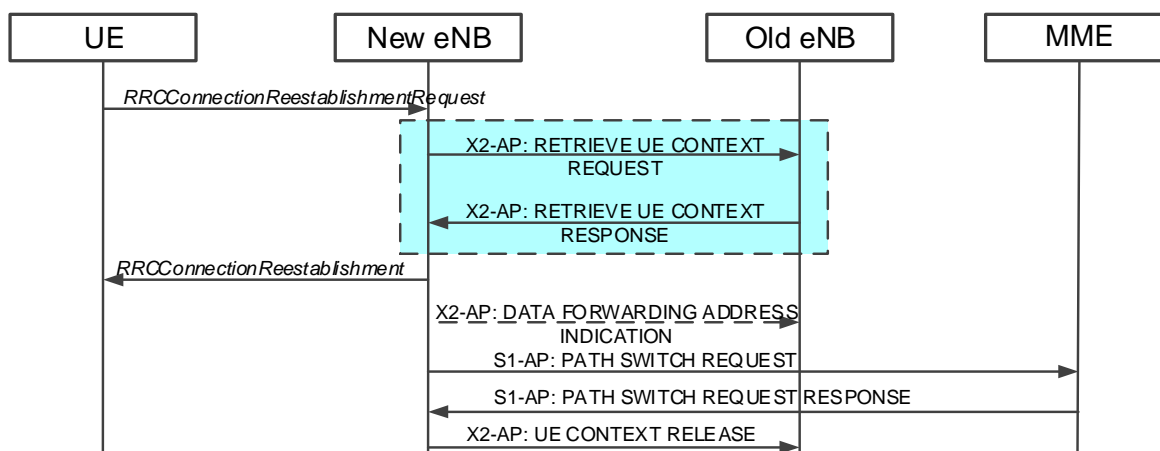 UE
New eNB
Old eNB
MME
RRCConnectionReestablishmentRequest
X2-AP: RETRIEVE UE CONTEXT
REQUEST
X2-AP: RETRIEVE UE CONTEXT
RESPONSE
RRCConnectionReestablishment
X2-AP: DATA FORWARDING ADDRESS
INDICATION
S1-AP: PATH SWITCH REQUEST
S1-AP: PATH SWITCH REQUEST RESPONSE
X2-AP: UE CONTEXT RELEASE